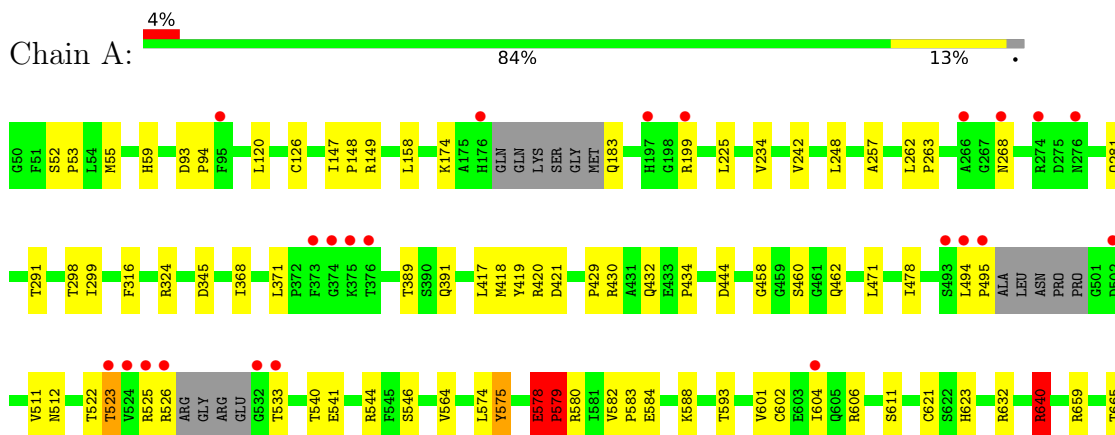 4%
Chain A:
84% 13% •
G50 F51 S52 P53 L54 M55 H59 D93 P94 F95 L120 C126 I147 P148 R149 L158 K174 A175 H176 GLN GLN LYS SER GLY MET Q183 H197 G198 R199 L225 V234 V242 L248 A257 L262 P263 A266 G267 N268 R274 D275 N276
T291 T298 I299 F316 R324 D345 I368 L371 P372 F373 G374 K375 T376 T389 S390 Q391 L417 M418 Y419 R420 D421 P429 R430 A431 Q432 E433 P434 D444 G458 G459 S460 G461 Q462 L471 I478 S493 L494 P495 ALA LEU ASN PRO PRO G501
V511 N512 T522 T523 V524 R525 R526 ARG GLY ARG GLU G532 T533 T540 E541 R544 F545 S546 V564 L574 Y575 E578 P579 R580 I581 V582 P583 E584 K588 T593 V601 C602 E603 I604 Q605 R606 S611 C621 S622 H623 R632 R640 R659